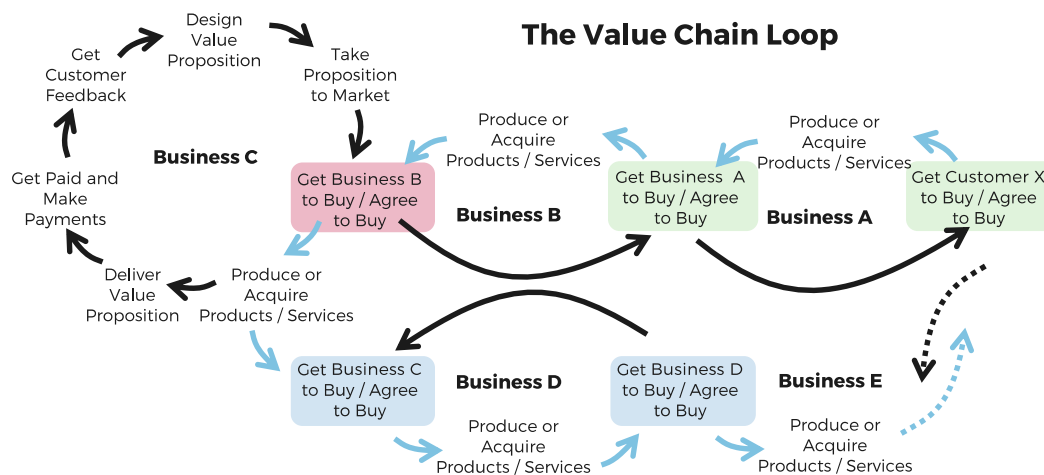 The Value Chain Loop
Design
Value
Proposition
Get
Customer
Feedback
Take
Proposition
to Market
Business C
Get Paid and
Make
Payments
Deliver
Value
Proposition
Produce or
Acquire
Products / Services
Get Business B
to Buy / Agree
to Buy
Produce or
Acquire
Products / Services
Business B
Get Business  A
to Buy / Agree
to Buy
Produce or
Acquire
Products / Services
Business A
Get Customer X
to Buy / Agree
to Buy
Get Business C
to Buy / Agree
to Buy
Business D
Produce or
Acquire
Products / Services
Get Business D
to Buy / Agree
to Buy
Business E
Produce or
Acquire
Products / Services